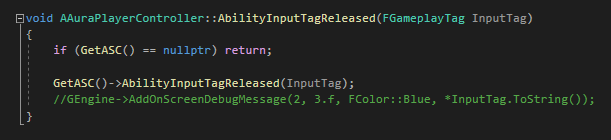 void AAuraPlayerController::AbilityInputTagReleased(FGameplayTag InputTag)
{
    if (GetASC() == nullptr) return;

    GetASC()->AbilityInputTagReleased(InputTag);
    //GEngine->AddOnScreenDebugMessage(2, 3.f, FColor::Blue, *InputTag.ToString());
}